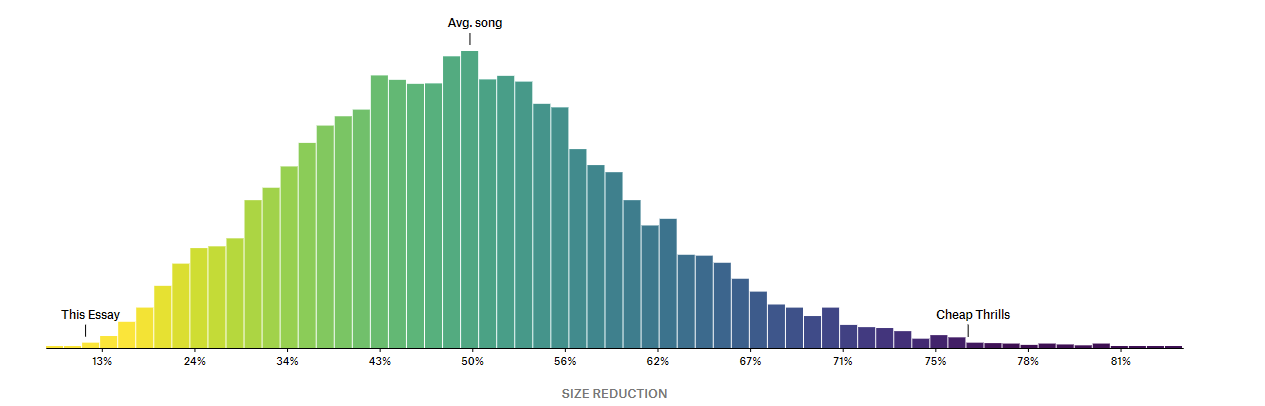 Avg. song
This Essay
Cheap Thrills
13% 24% 34% 43% 50% 56% 62% 67% 71% 75% 78% 81%
SIZE REDUCTION